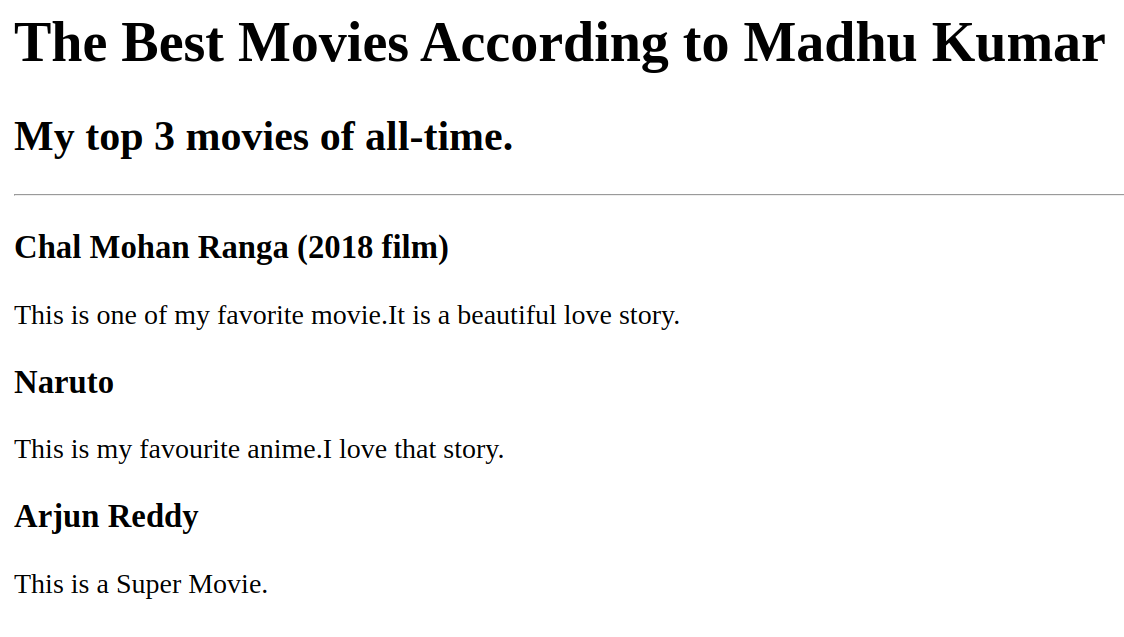 The Best Movies According to Madhu Kumar
My top 3 movies of all-time.
Chal Mohan Ranga (2018 film)
This is one of my favorite movie.It is a beautiful love story.
Naruto
This is my favourite anime.I love that story.
Arjun Reddy
This is a Super Movie.